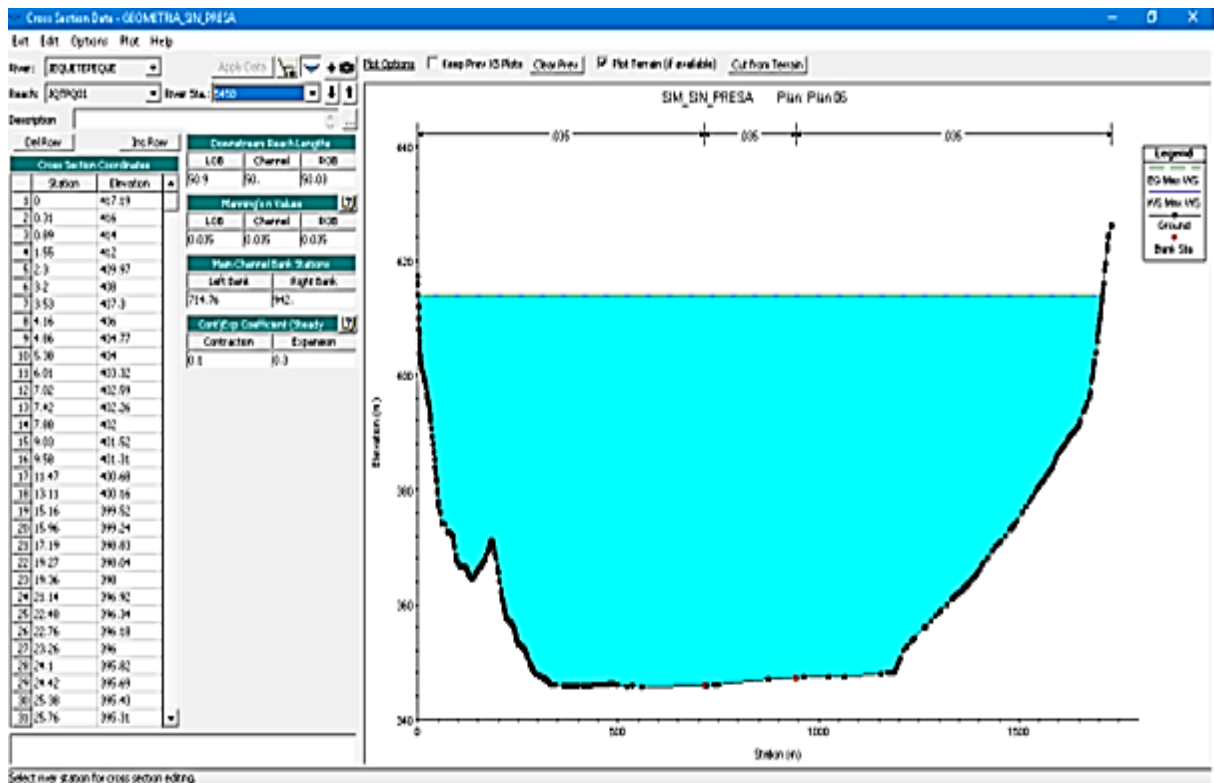 Cross Section Data - GEOMETRIA_SIN_PRESA
Exit Edit Options Plot Help
River: JEQUETEPEQUE Apply Data Plot Options Keep Prev XS Plots Clear Prev Plot Terrain (if available) Cut from Terrain
Reach: River Sta.: 5450
Description
Del Row Ins Row
Cross Section Coordinates
Station Elevation
1 0 417.19
2 0.31 416
3 0.89 414
4 1.55 412
5 2.3 409.97
6 3.2 408
7 3.53 407.3
8 4.16 406
9 4.86 404.77
10 5.38 404
11 6.01 403.32
12 7.02 402.59
13 7.42 402.26
14 7.88 402
15 9.03 401.52
16 9.58 401.31
17 11.47 400.68
18 13.11 400.16
19 15.16 399.52
20 15.96 399.24
21 17.19 398.83
22 19.27 398.04
23 19.36 398
24 21.14 396.92
25 22.48 396.34
26 22.76 396.18
27 23.26 396
28 24.1 395.82
29 24.42 395.69
30 25.38 395.43
31 25.76 395.31
Downstream Reach Lengths
LOB Channel ROB
50.9 50. 50.03
Manning's n Values
LOB Channel ROB
0.035 0.035 0.035
Main Channel Bank Stations
Left Bank Right Bank
714.76 942.
Cont\Exp Coefficient (Steady
Contraction Expansion
0.1 0.3
SIM_SIN_PRESA Plan: Plan 06
.035 .035 .035
Legend
EG Max WS
WS Max WS
Ground
Bank Sta
440
420
400
380
360
340
0 500 1000 1500
Elevation (m)
Station (m)
Select river station for cross section editing.